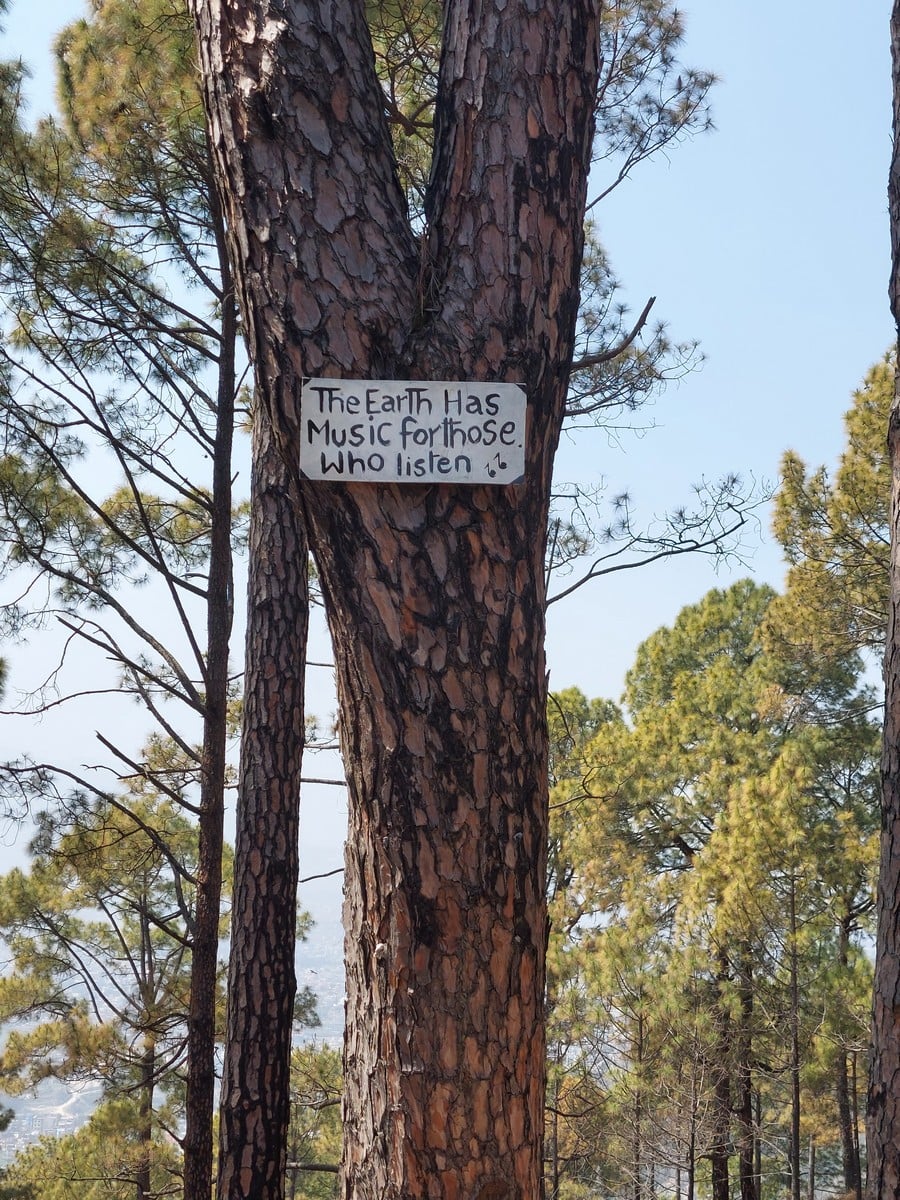 The Earth Has
Music forthose.
Who listen